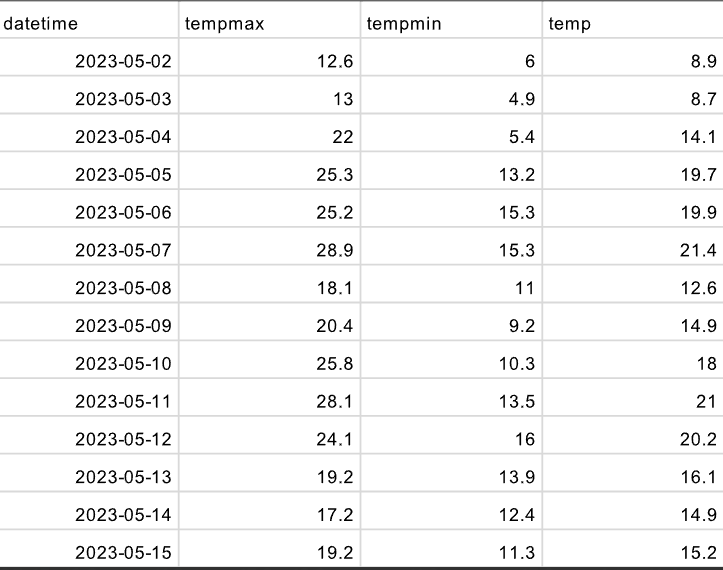 datetime tempmax tempmin temp
2023-05-02 12.6 6 8.9
2023-05-03 13 4.9 8.7
2023-05-04 22 5.4 14.1
2023-05-05 25.3 13.2 19.7
2023-05-06 25.2 15.3 19.9
2023-05-07 28.9 15.3 21.4
2023-05-08 18.1 11 12.6
2023-05-09 20.4 9.2 14.9
2023-05-10 25.8 10.3 18
2023-05-11 28.1 13.5 21
2023-05-12 24.1 16 20.2
2023-05-13 19.2 13.9 16.1
2023-05-14 17.2 12.4 14.9
2023-05-15 19.2 11.3 15.2